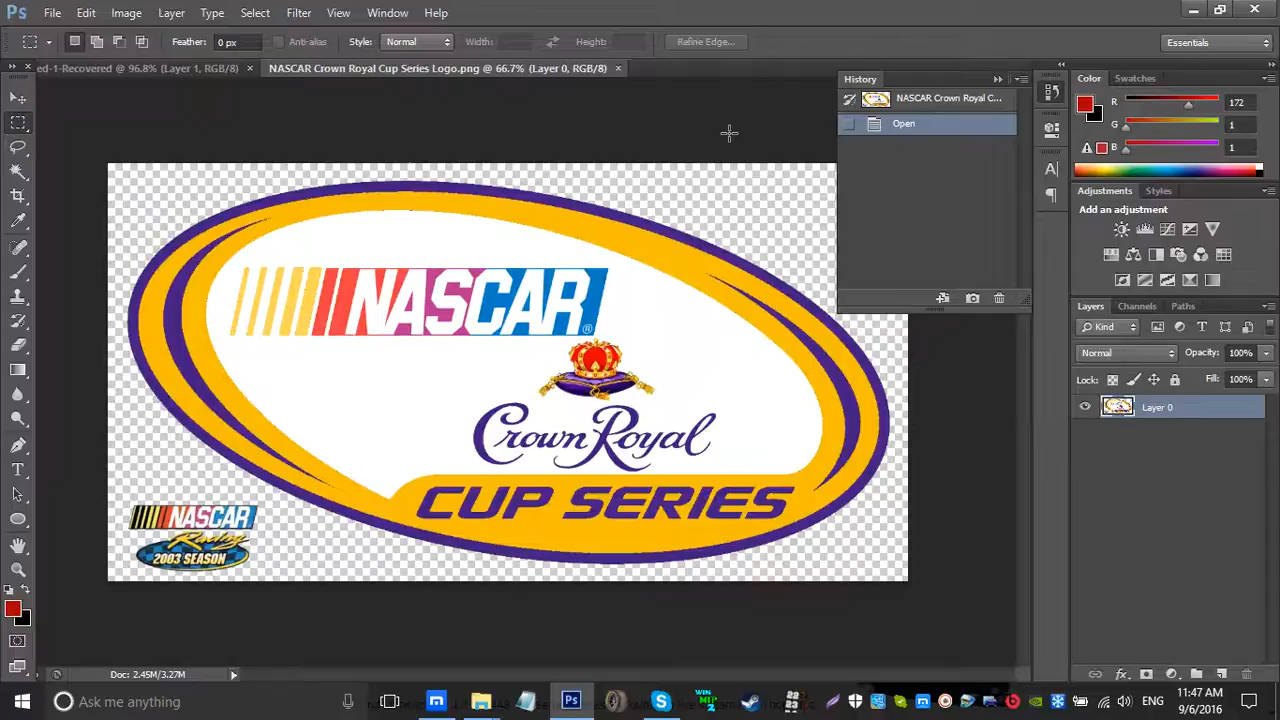 Ps File Edit Image Layer Type Select Filter View Window Help
Feather: 0 px Anti-alias Style: Normal Width: Height: Refine Edge... Essentials
ed-1-Recovered @ 96.8% (Layer 1, RGB/8) × NASCAR Crown Royal Cup Series Logo.png @ 66.7% (Layer 0, RGB/8) ×
History
NASCAR Crown Royal C...
Open
Color Swatches
R 172
G 1
B 1
Adjustments Styles
Add an adjustment
Layers Channels Paths
Kind
Normal Opacity: 100%
Lock: Fill: 100%
Layer 0
NASCAR ®
Crown Royal
CUP SERIES
NASCAR
Racing
2003 SEASON
Doc: 2.45M/3.27M
Ask me anything
ENG
11:47 AM
9/6/2016